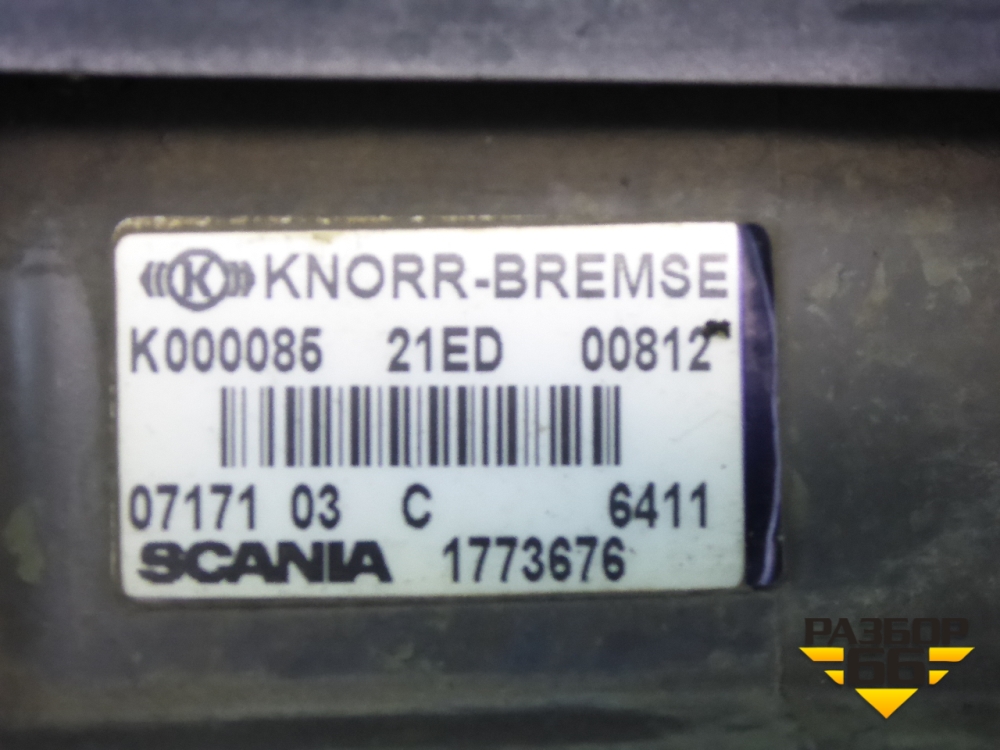 K KNORR-BREMSE
K000085 21ED 00812
07171 03 C 6411
SCANIA 1773676
РАЗБОР
66